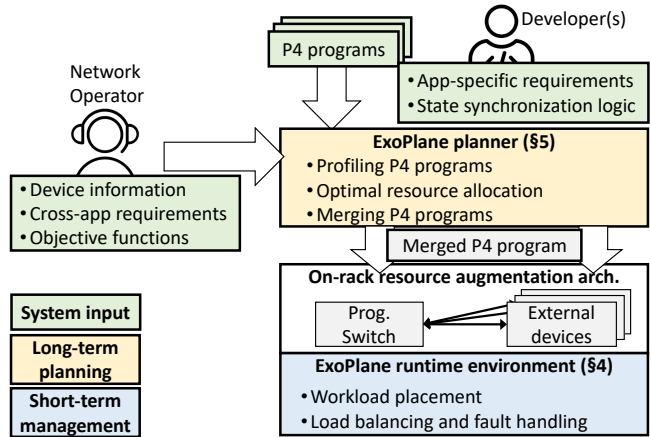 Developer(s)
P4 programs
• App-specific requirements
• State synchronization logic
Network
Operator
• Device information
• Cross-app requirements
• Objective functions
ExoPlane planner (§5)
• Profiling P4 programs
• Optimal resource allocation
• Merging P4 programs
Merged P4 program
On-rack resource augmentation arch.
Prog.
Switch
External
devices
ExoPlane runtime environment (§4)
• Workload placement
• Load balancing and fault handling
System input
Long-term
planning
Short-term
management